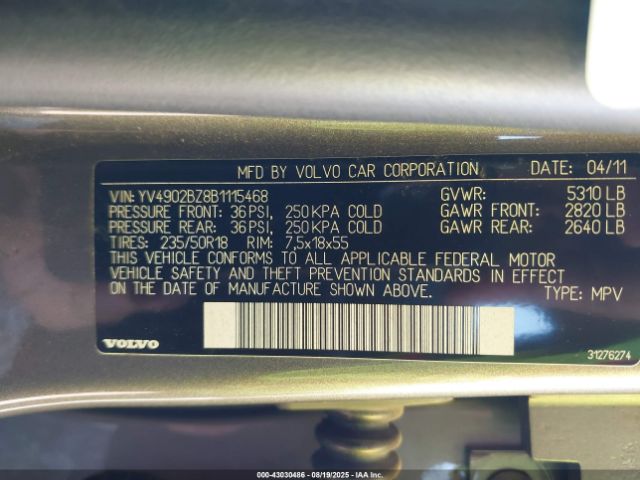 MFD BY VOLVO CAR CORPORATION DATE: 04/11
VIN: YV4902BZ8B1115468 GVWR: 5310 LB
PRESSURE FRONT: 36 PSI, 250 KPA COLD GAWR FRONT: 2820 LB
PRESSURE REAR: 36 PSI, 250 KPA COLD GAWR REAR: 2640 LB
TIRES: 235/50R18 RIM: 7,5x18x55
THIS VEHICLE CONFORMS TO ALL APPLICABLE FEDERAL MOTOR
VEHICLE SAFETY AND THEFT PREVENTION STANDARDS IN EFFECT
ON THE DATE OF MANUFACTURE SHOWN ABOVE. TYPE: MPV
VOLVO 31276274
000-43030486 - 08/19/2025 - IAA Inc.